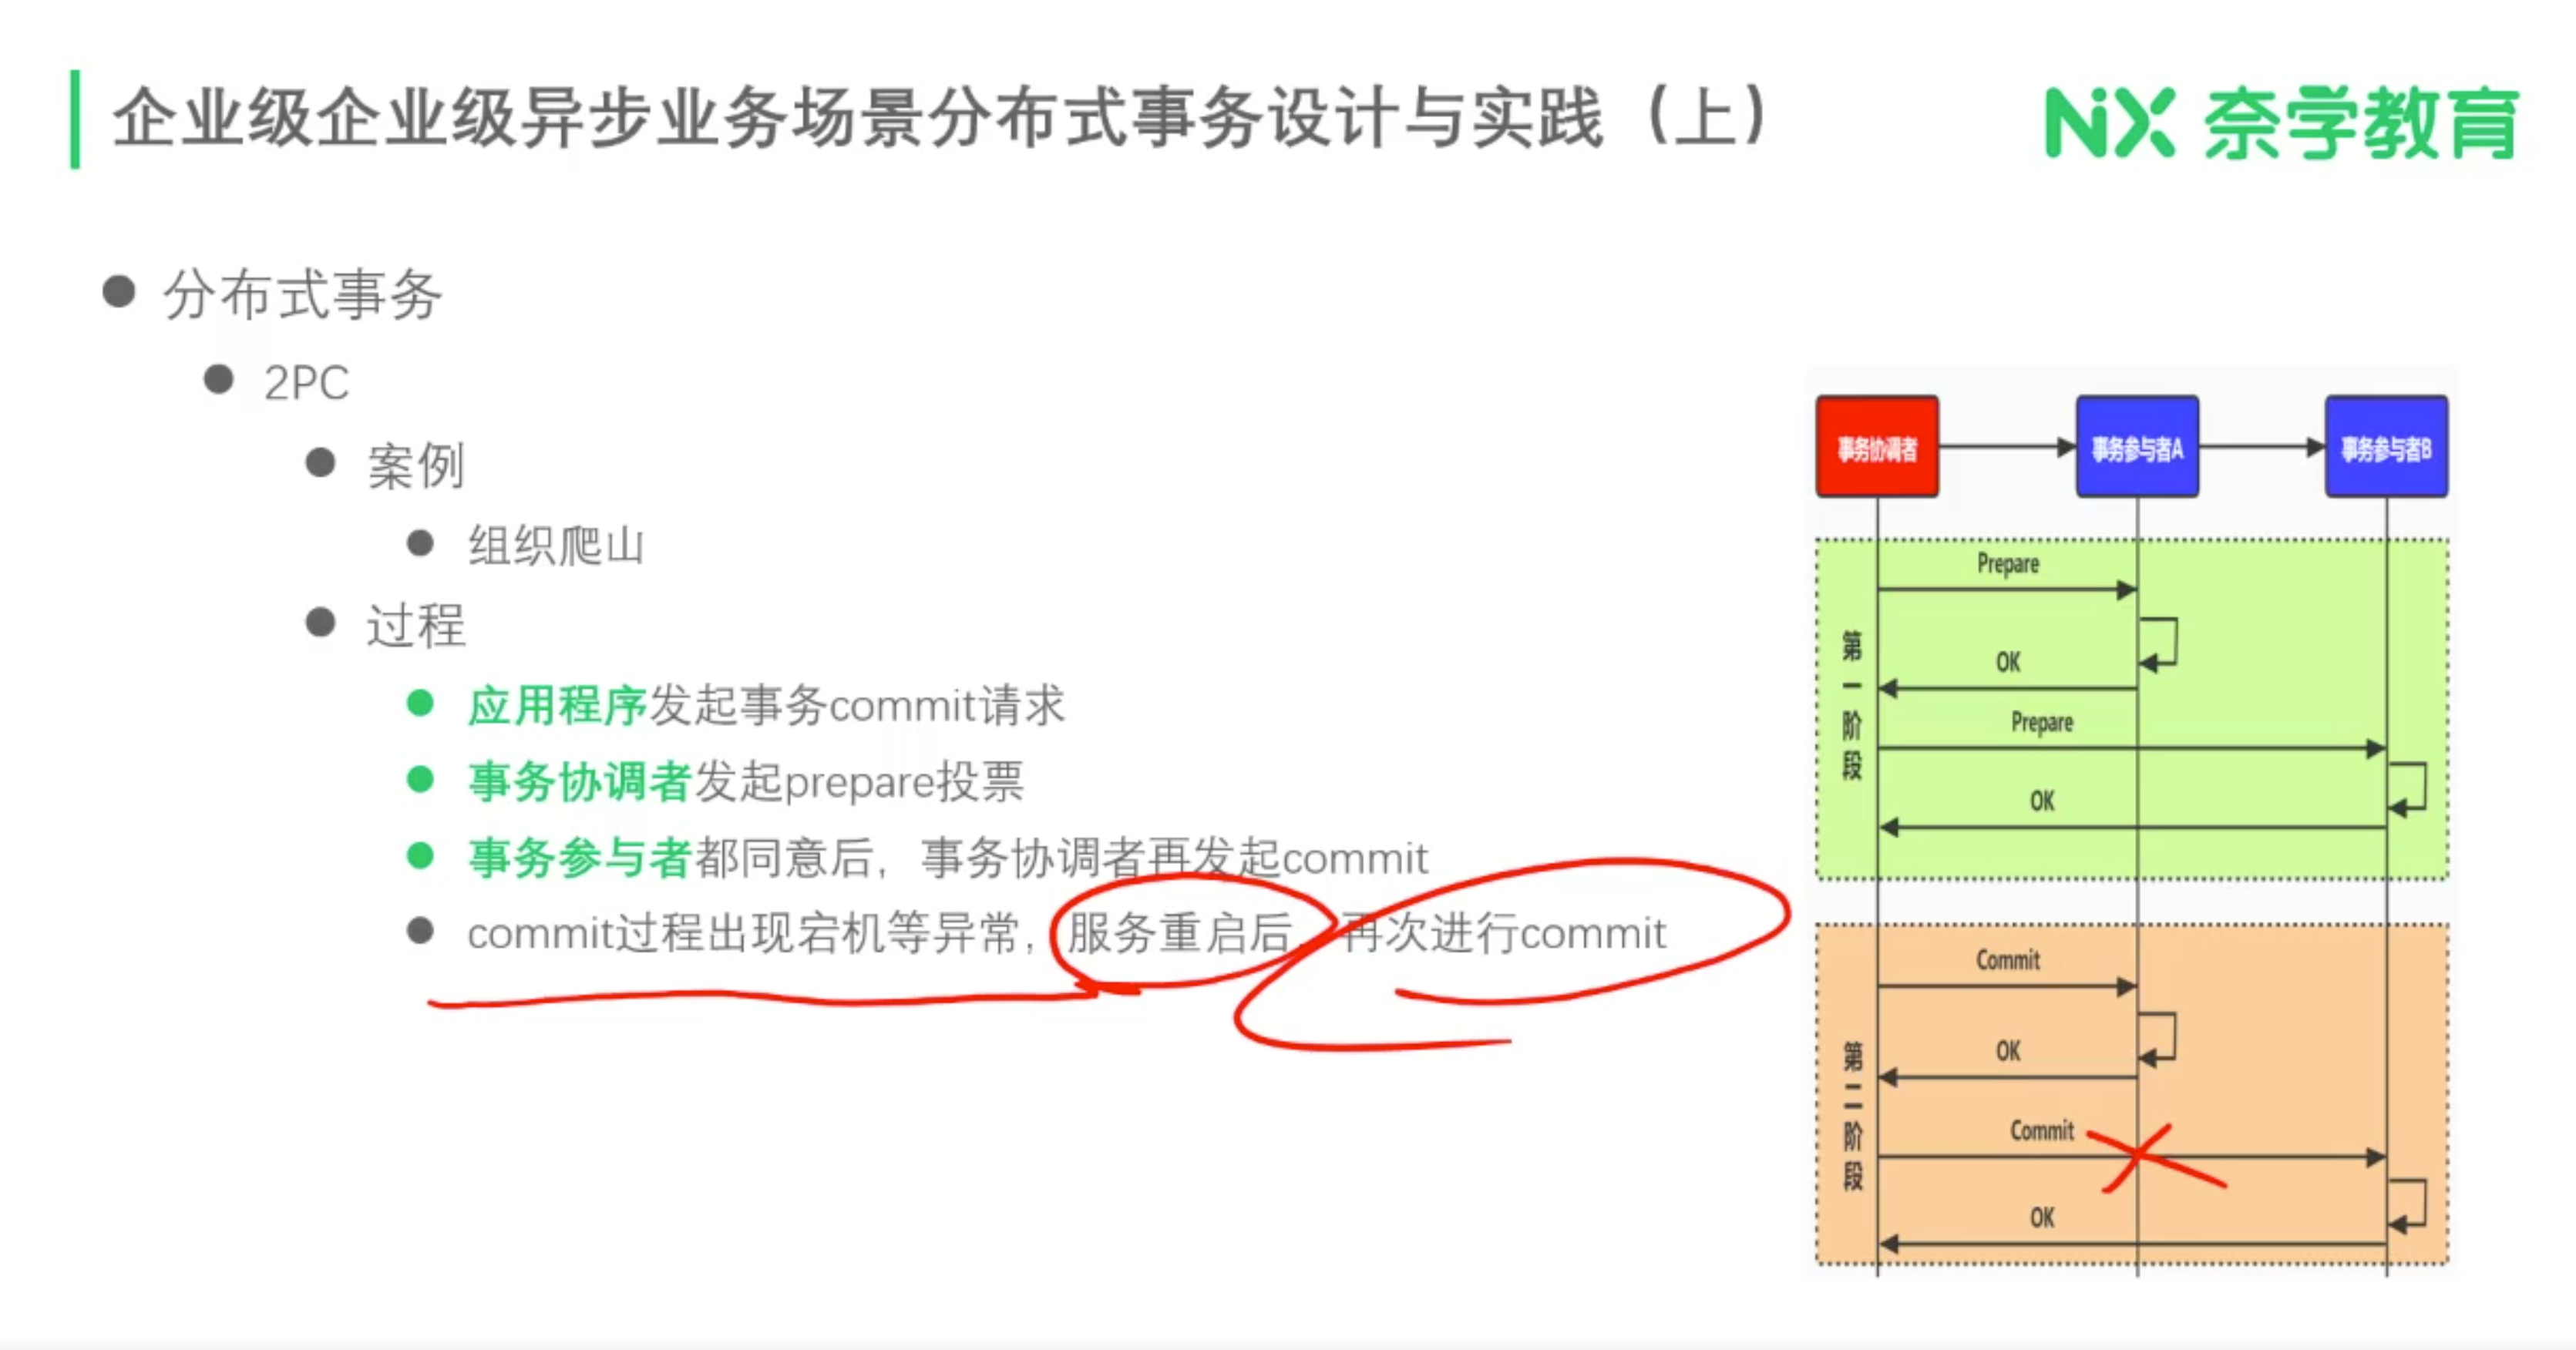 企业级企业级异步业务场景分布式事务设计与实践（上）
NiX 奈学教育
分布式事务
2PC
案例
组织爬山
过程
应用程序发起事务commit请求
事务协调者发起prepare投票
事务参与者都同意后，事务协调者再发起commit
commit过程出现宕机等异常，服务重启后，再次进行commit
事务协调者
事务参与者A
事务参与者B
第一阶段
Prepare
OK
Prepare
OK
第二阶段
Commit
OK
Commit
OK